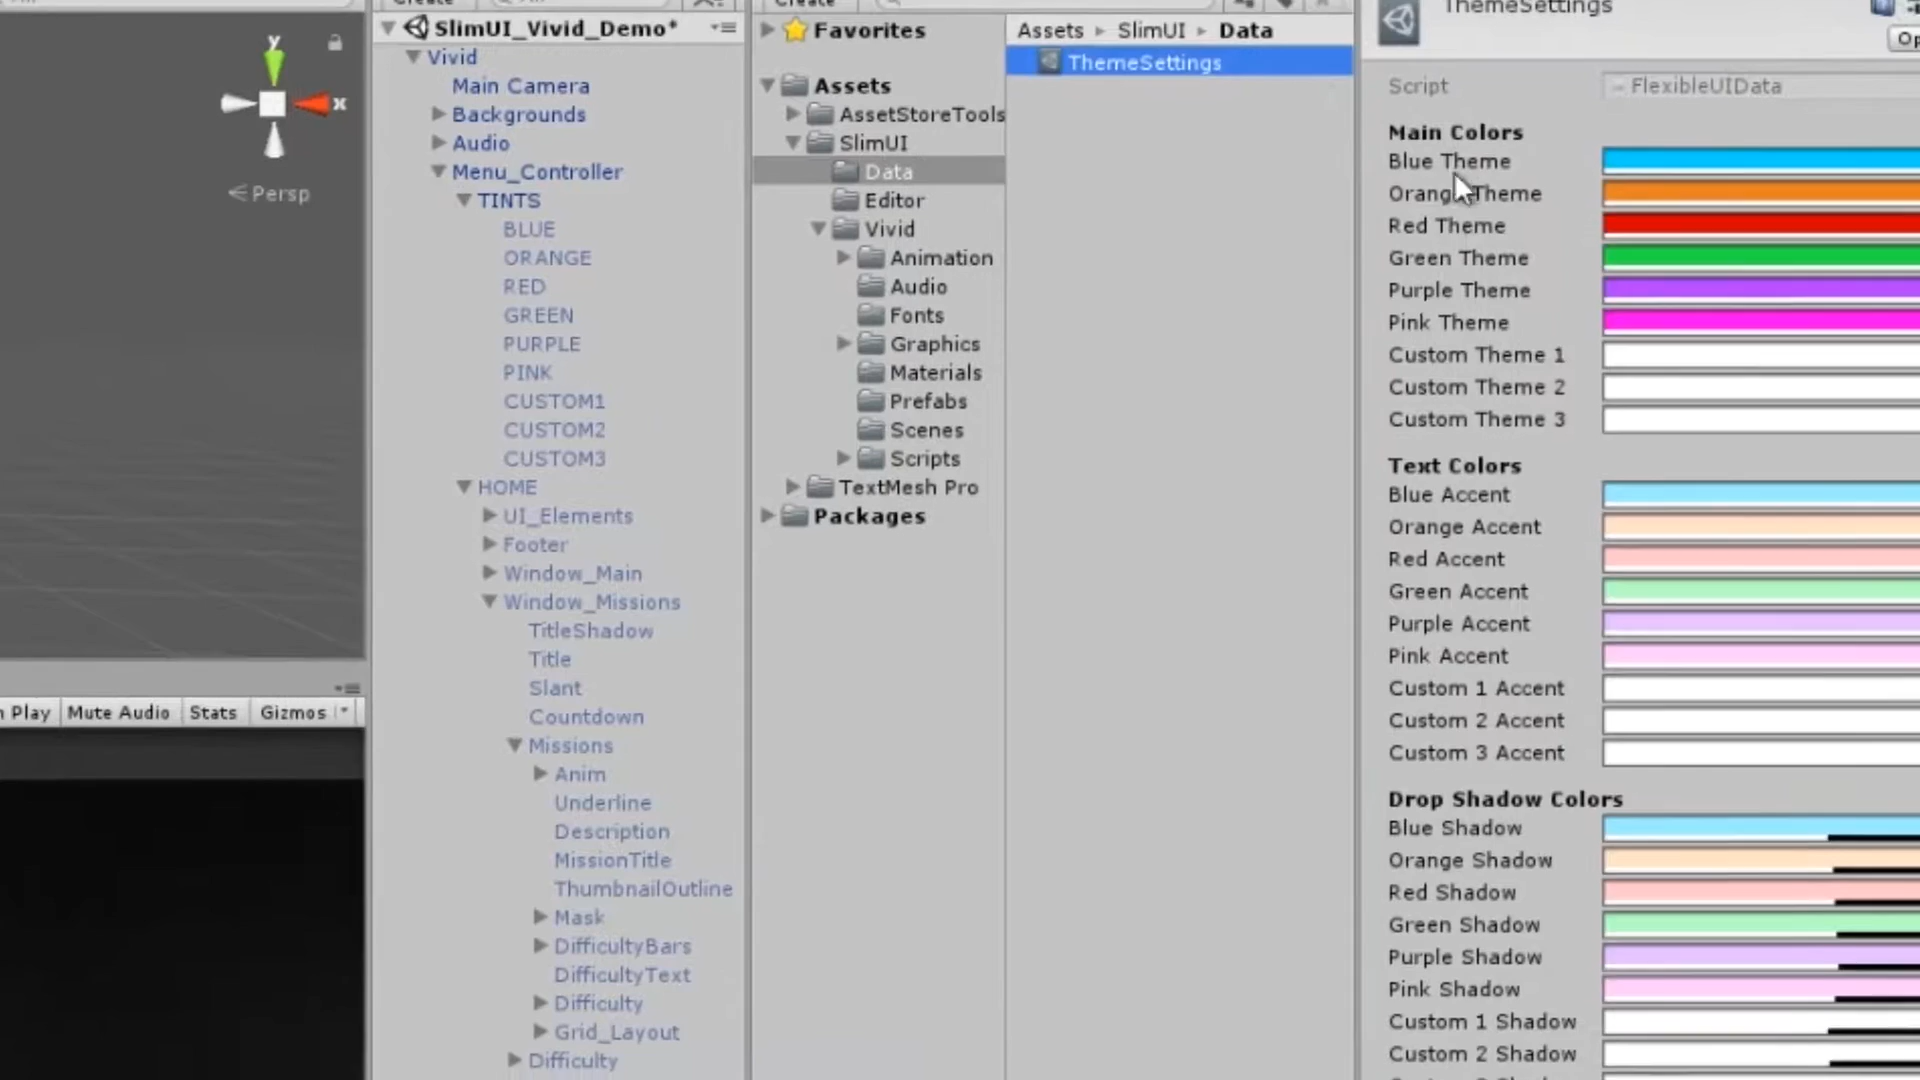 y
x
Persp
Play
Mute Audio
Stats
Gizmos
Create
SlimUI_Vivid_Demo*
Vivid
Main Camera
Backgrounds
Audio
Menu_Controller
TINTS
BLUE
ORANGE
RED
GREEN
PURPLE
PINK
CUSTOM1
CUSTOM2
CUSTOM3
HOME
UI_Elements
Footer
Window_Main
Window_Missions
TitleShadow
Title
Slant
Countdown
Missions
Anim
Underline
Description
MissionTitle
ThumbnailOutline
Mask
DifficultyBars
DifficultyText
Difficulty
Grid_Layout
Difficulty
Create
Favorites
Assets
AssetStoreTools
SlimUI
Data
Editor
Vivid
Animation
Audio
Fonts
Graphics
Materials
Prefabs
Scenes
Scripts
TextMesh Pro
Packages
Assets SlimUI Data
ThemeSettings
ThemeSettings
Op
Script FlexibleUIData
Main Colors
Blue Theme
Orange Theme
Red Theme
Green Theme
Purple Theme
Pink Theme
Custom Theme 1
Custom Theme 2
Custom Theme 3
Text Colors
Blue Accent
Orange Accent
Red Accent
Green Accent
Purple Accent
Pink Accent
Custom 1 Accent
Custom 2 Accent
Custom 3 Accent
Drop Shadow Colors
Blue Shadow
Orange Shadow
Red Shadow
Green Shadow
Purple Shadow
Pink Shadow
Custom 1 Shadow
Custom 2 Shadow